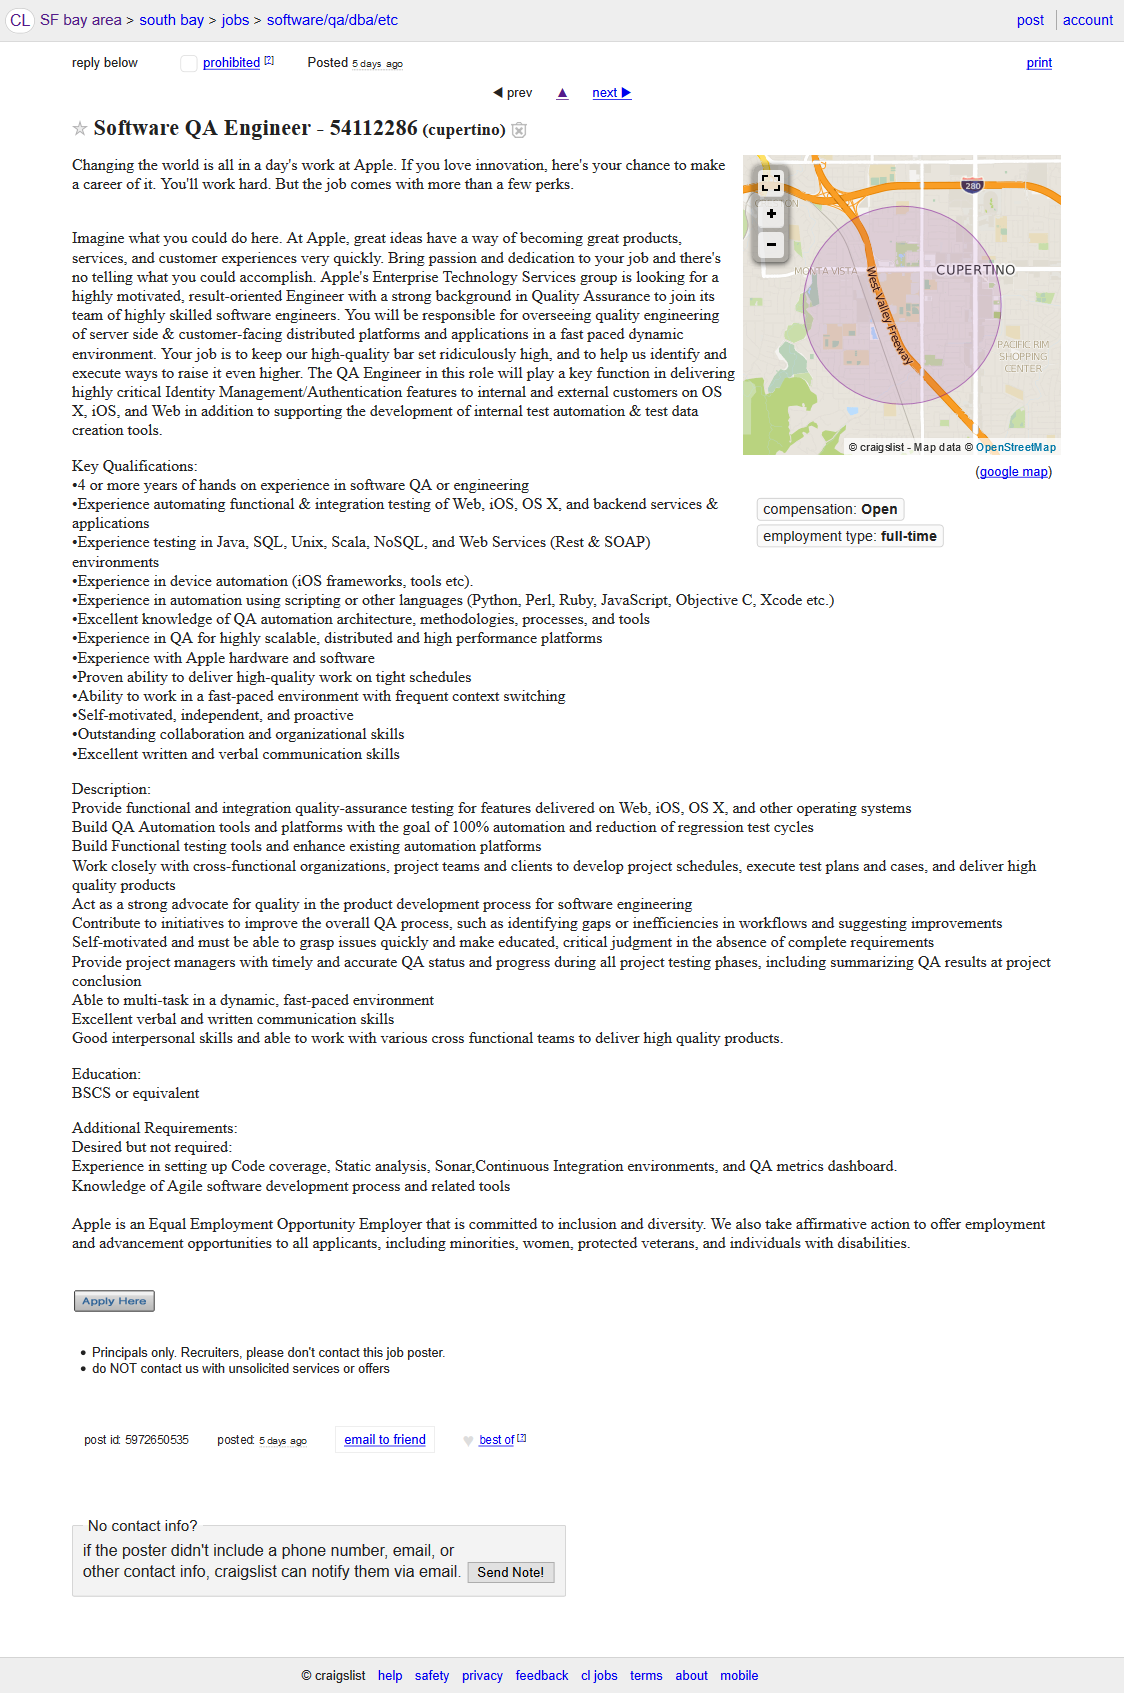 CL SF bay area > south bay > jobs > software/qa/dba/etc post account
reply below prohibited [?] Posted 5 days ago print
◀ prev ▲ next ▶
☆ Software QA Engineer - 54112286 (cupertino)
Changing the world is all in a day's work at Apple. If you love innovation, here's your chance to make
a career of it. You'll work hard. But the job comes with more than a few perks.
Imagine what you could do here. At Apple, great ideas have a way of becoming great products,
services, and customer experiences very quickly. Bring passion and dedication to your job and there's
no telling what you could accomplish. Apple's Enterprise Technology Services group is looking for a
highly motivated, result-oriented Engineer with a strong background in Quality Assurance to join its
team of highly skilled software engineers. You will be responsible for overseeing quality engineering
of server side & customer-facing distributed platforms and applications in a fast paced dynamic
environment. Your job is to keep our high-quality bar set ridiculously high, and to help us identify and
execute ways to raise it even higher. The QA Engineer in this role will play a key function in delivering
highly critical Identity Management/Authentication features to internal and external customers on OS
X, iOS, and Web in addition to supporting the development of internal test automation & test data
creation tools.
+
-
280
MONTA VISTA
CUPERTINO
West Valley Freeway
PACIFIC RIM
SHOPPING
CENTER
© craigslist - Map data © OpenStreetMap
(google map)
compensation: Open
employment type: full-time
Key Qualifications:
•4 or more years of hands on experience in software QA or engineering
•Experience automating functional & integration testing of Web, iOS, OS X, and backend services &
applications
•Experience testing in Java, SQL, Unix, Scala, NoSQL, and Web Services (Rest & SOAP)
environments
•Experience in device automation (iOS frameworks, tools etc).
•Experience in automation using scripting or other languages (Python, Perl, Ruby, JavaScript, Objective C, Xcode etc.)
•Excellent knowledge of QA automation architecture, methodologies, processes, and tools
•Experience in QA for highly scalable, distributed and high performance platforms
•Experience with Apple hardware and software
•Proven ability to deliver high-quality work on tight schedules
•Ability to work in a fast-paced environment with frequent context switching
•Self-motivated, independent, and proactive
•Outstanding collaboration and organizational skills
•Excellent written and verbal communication skills
Description:
Provide functional and integration quality-assurance testing for features delivered on Web, iOS, OS X, and other operating systems
Build QA Automation tools and platforms with the goal of 100% automation and reduction of regression test cycles
Build Functional testing tools and enhance existing automation platforms
Work closely with cross-functional organizations, project teams and clients to develop project schedules, execute test plans and cases, and deliver high
quality products
Act as a strong advocate for quality in the product development process for software engineering
Contribute to initiatives to improve the overall QA process, such as identifying gaps or inefficiencies in workflows and suggesting improvements
Self-motivated and must be able to grasp issues quickly and make educated, critical judgment in the absence of complete requirements
Provide project managers with timely and accurate QA status and progress during all project testing phases, including summarizing QA results at project
conclusion
Able to multi-task in a dynamic, fast-paced environment
Excellent verbal and written communication skills
Good interpersonal skills and able to work with various cross functional teams to deliver high quality products.
Education:
BSCS or equivalent
Additional Requirements:
Desired but not required:
Experience in setting up Code coverage, Static analysis, Sonar,Continuous Integration environments, and QA metrics dashboard.
Knowledge of Agile software development process and related tools
Apple is an Equal Employment Opportunity Employer that is committed to inclusion and diversity. We also take affirmative action to offer employment
and advancement opportunities to all applicants, including minorities, women, protected veterans, and individuals with disabilities.
Apply Here
• Principals only. Recruiters, please don't contact this job poster.
• do NOT contact us with unsolicited services or offers
post id: 5972650535 posted: 5 days ago email to friend ♥ best of [?]
No contact info?
if the poster didn't include a phone number, email, or
other contact info, craigslist can notify them via email. Send Note!
© craigslist help safety privacy feedback cl jobs terms about mobile